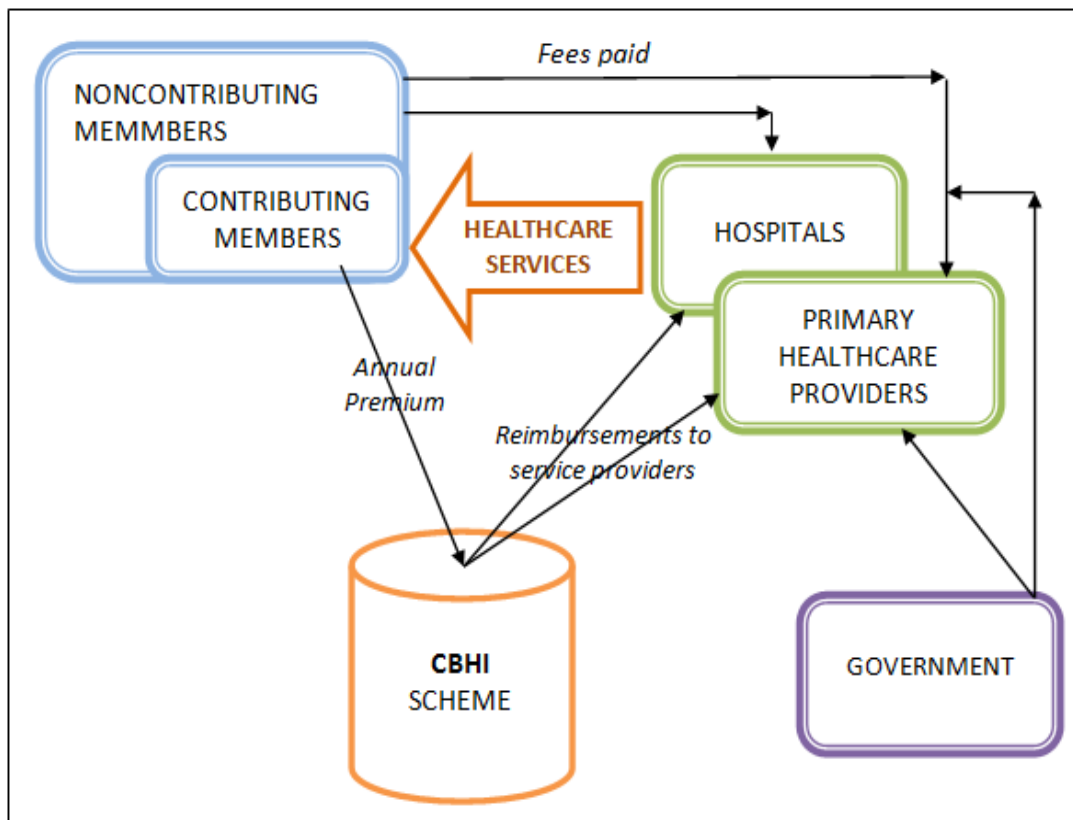 Fees paid
NONCONTRIBUTING
MEMMBERS
CONTRIBUTING
MEMBERS
HEALTHCARE
SERVICES
HOSPITALS
PRIMARY
HEALTHCARE
PROVIDERS
Annual
Premium
Reimbursements to
service providers
CBHI
SCHEME
GOVERNMENT